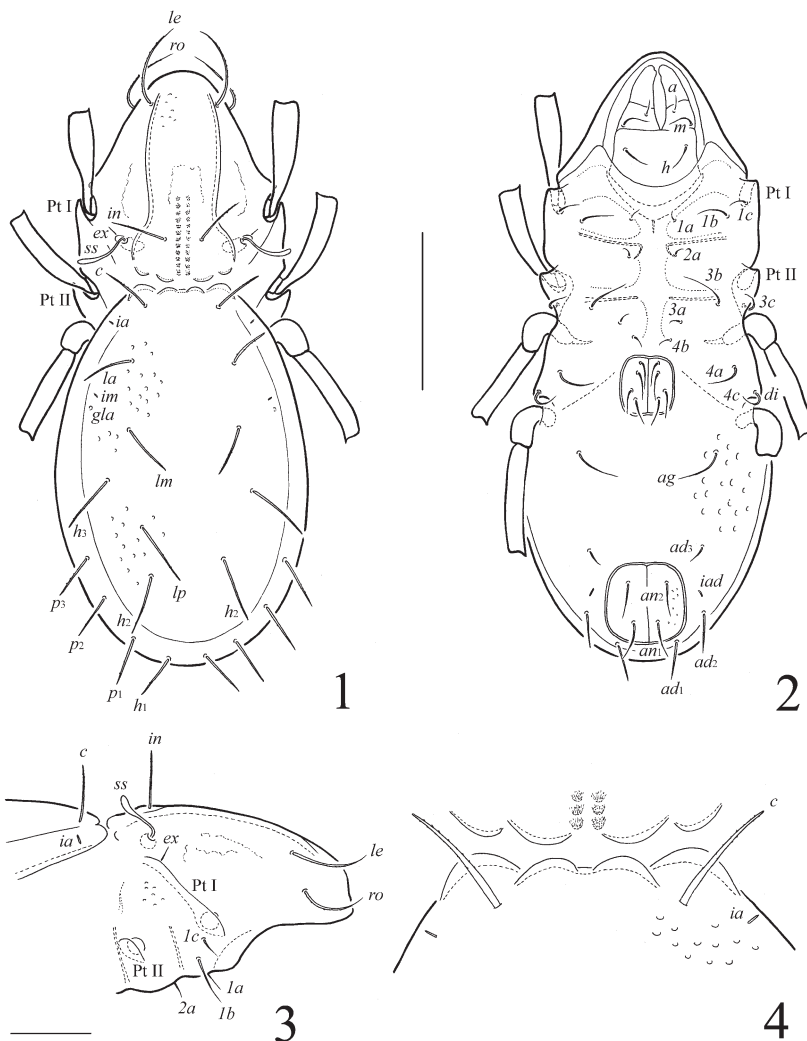 le
ro
Pt I
in
ex
ss
c
Pt II
ia
la
im
gla
lm
h3
lp
p3
h2
h2
p2
p1
h1
1
a
m
h
Pt I
1c
1a
1b
2a
Pt II
3b
3c
3a
4b
4a
4c
di
ag
ad3
iad
an2
an1
ad2
ad1
2
c
in
ss
ia
ex
le
Pt I
ro
1c
Pt II
1a
2a
1b
3
c
ia
4